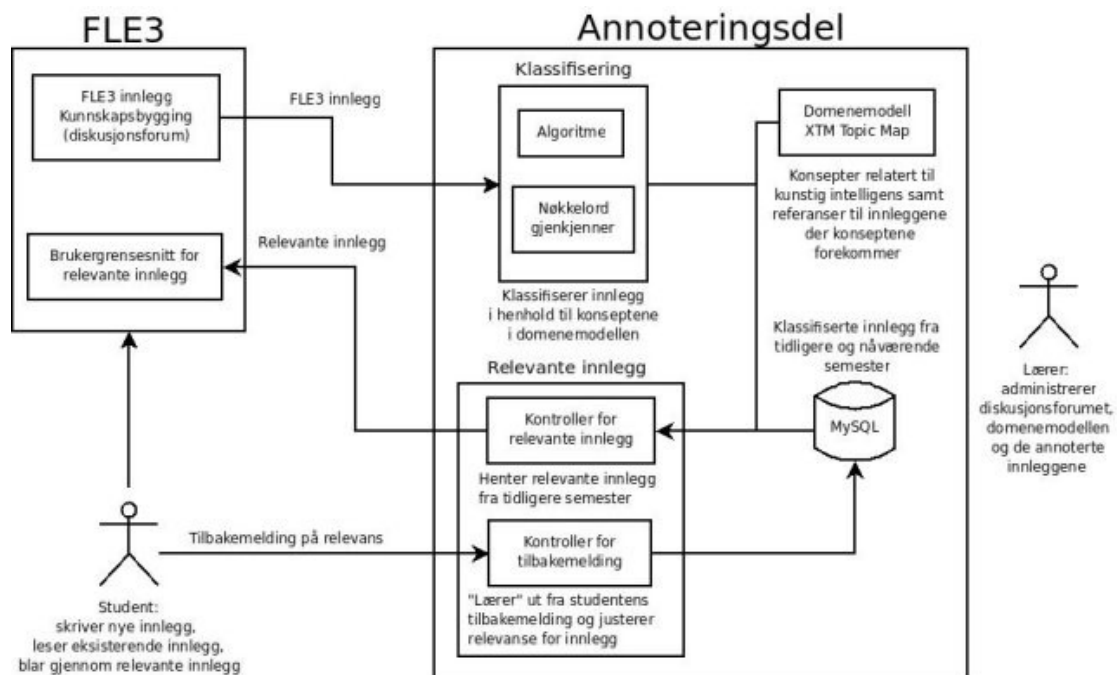 FLE3
FLE3 innlegg
Kunnskapsbygging
(diskusjonsforum)
Brukergrensesnitt for
relevante innlegg
FLE3 innlegg
Relevante innlegg
Annoteringsdel
Klassifisering
Algoritme
Nøkkelord
gjenkjenner
Klassifiserer innlegg
i henhold til konseptene
i domenemodellen
Domenemodell
XTM Topic Map
Konsepter relatert til
kunstig intelligens samt
referanser til innleggene
der konseptene
forekommer
Klassifiserte innlegg fra
tidligere og nåværende
semester
MySQL
Relevante innlegg
Kontroller for
relevante innlegg
Henter relevante innlegg
fra tidligere semester
Kontroller for
tilbakemelding
"Lærer" ut fra studentens
tilbakemelding og justerer
relevanse for innlegg
Tilbakemelding på relevans
Student:
skriver nye innlegg,
leser eksisterende innlegg,
blar gjennom relevante innlegg
Lærer:
administrerer
diskusjonsforumet,
domenemodellen
og de annoterte
innleggene